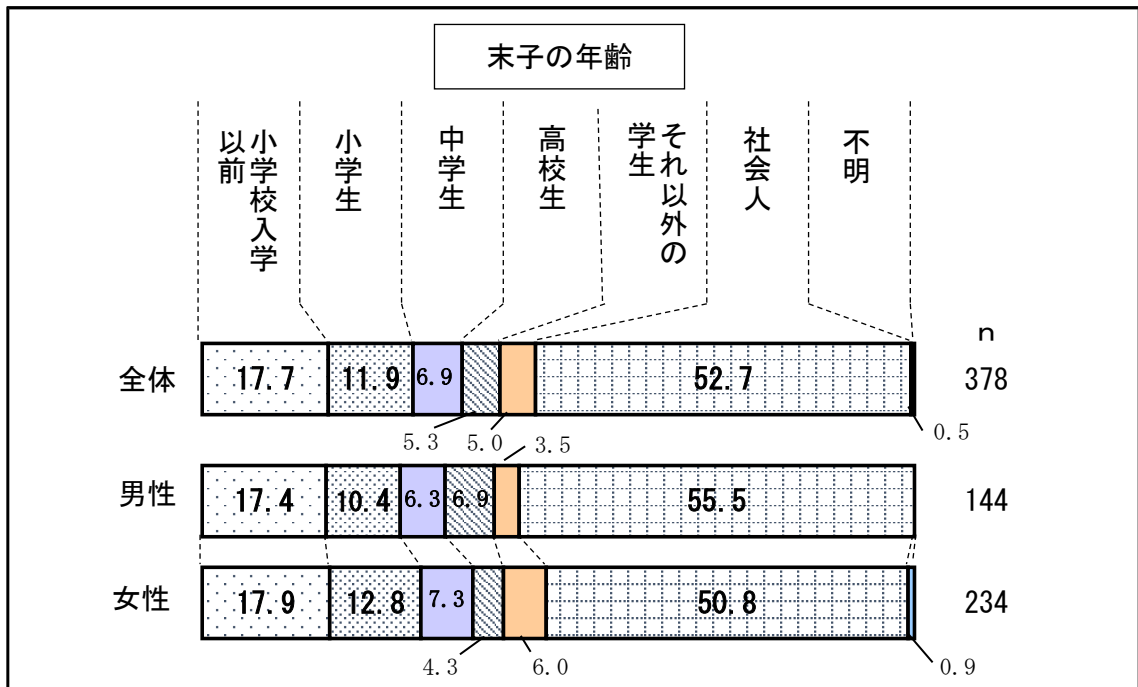 末子の年齢
小学校入学
以前
小学生
中学生
高校生
それ以外の
学生
社会人
不明
n
全体 17.7 11.9 6.9 52.7 378
5.3 5.0 0.5
3.5
男性 17.4 10.4 6.3 6.9 55.5 144
女性 17.9 12.8 7.3 50.8 234
4.3 6.0 0.9